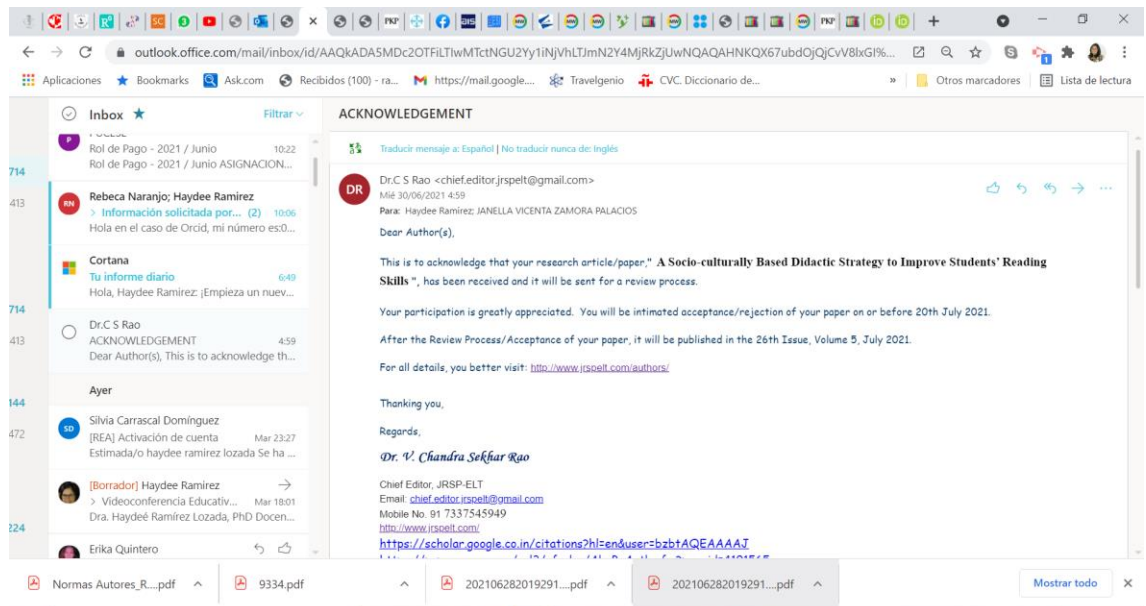 outlook.office.com/mail/inbox/id/AAQkADA5MDc2OTFiLTIwMTctNGU2Yy1iNjVhLTJmN2Y4MjRkZjUwNQAQAHNKQX67ubdOjQjCvV8lxGI%...
Aplicaciones Bookmarks Ask.com Recibidos (100) - ra... https://mail.google.... Travelgenio CVC. Diccionario de... » Otros marcadores Lista de lectura
Inbox Filtrar
Rol de Pago - 2021 / Junio 10:22
Rol de Pago - 2021 / Junio ASIGNACION...
714
413
RN
Rebeca Naranjo; Haydee Ramirez
> Información solicitada por... (2) 10:06
Hola en el caso de Orcid, mi número es:0...
Cortana
Tu informe diario 6:49
Hola, Haydee Ramirez: ¡Empieza un nuev...
714
413
Dr.C S Rao
ACKNOWLEDGEMENT 4:59
Dear Author(s), This is to acknowledge th...
Ayer
144
472
SD
Silvia Carrascal Domínguez
[REA] Activación de cuenta Mar 23:27
Estimada/o haydee ramirez lozada Se ha ...
[Borrador] Haydee Ramirez
> Videoconferencia Educativ... Mar 18:01
Dra. Haydeé Ramírez Lozada, PhD Docen...
224
Erika Quintero
ACKNOWLEDGEMENT
Traducir mensaje a: Español | No traducir nunca de: Inglés
DR
Dr.C S Rao <chief.editor.jrspelt@gmail.com>
Mié 30/06/2021 4:59
Para: Haydee Ramirez; JANELLA VICENTA ZAMORA PALACIOS
Dear Author(s),
This is to acknowledge that your research article/paper," A Socio-culturally Based Didactic Strategy to Improve Students' Reading
Skills ", has been received and it will be sent for a review process.
Your participation is greatly appreciated. You will be intimated acceptance/rejection of your paper on or before 20th July 2021.
After the Review Process/Acceptance of your paper, it will be published in the 26th Issue, Volume 5, July 2021.
For all details, you better visit: http://www.jrspelt.com/authors/
Thanking you,
Regards,
Dr. V. Chandra Sekhar Rao
Chief Editor, JRSP-ELT
Email: chief.editor.jrspelt@gmail.com
Mobile No. 91 7337545949
http://www.jrspelt.com/
https://scholar.google.co.in/citations?hl=en&user=bzbtAQEAAAAJ
Normas Autores_R....pdf 9334.pdf 202106282019291....pdf 202106282019291....pdf Mostrar todo